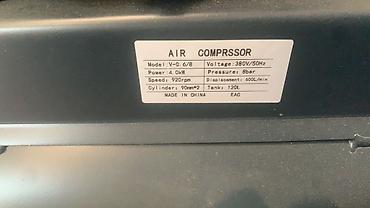 AIR COMPRSSOR
Model: V-0.6/8 Voltage:380V/50Hz
Power:4.0kW Pressure: 8bar
Speed: 920rpm Displacement: 600L/min
Cylinder: 90mm*2 Tank: 120L
MADE IN CHINA EAC